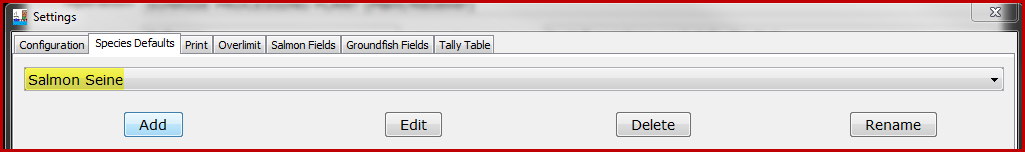 Settings
Configuration Species Defaults Print Overlimit Salmon Fields Groundfish Fields Tally Table
Salmon Seine
Add Edit Delete Rename